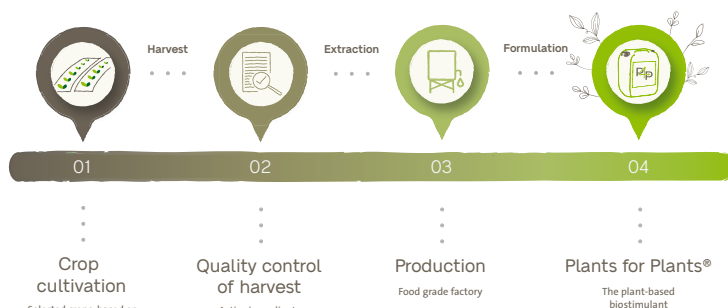 Harvest
Extraction
Formulation
P/P
01
02
03
04
Crop
cultivation
Quality control
of harvest
Production
Food grade factory
Plants for Plants®
The plant-based
biostimulant